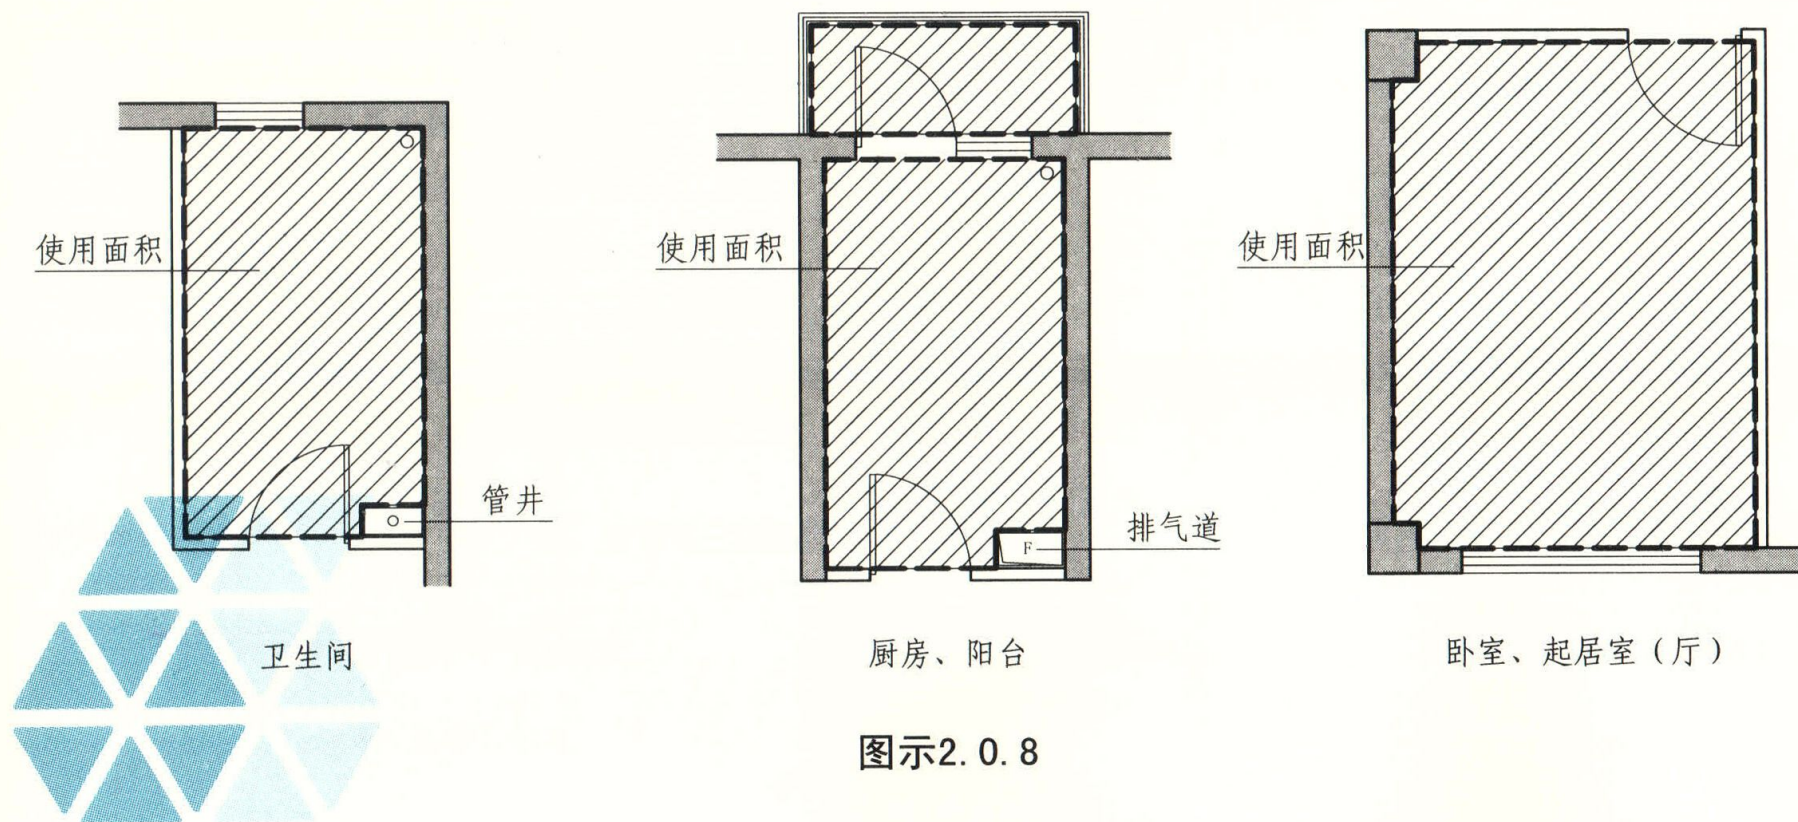 使用面积
使用面积
使用面积
管井
排气道
F
卫生间
厨房、阳台
卧室、起居室（厅）
图示2.0.8